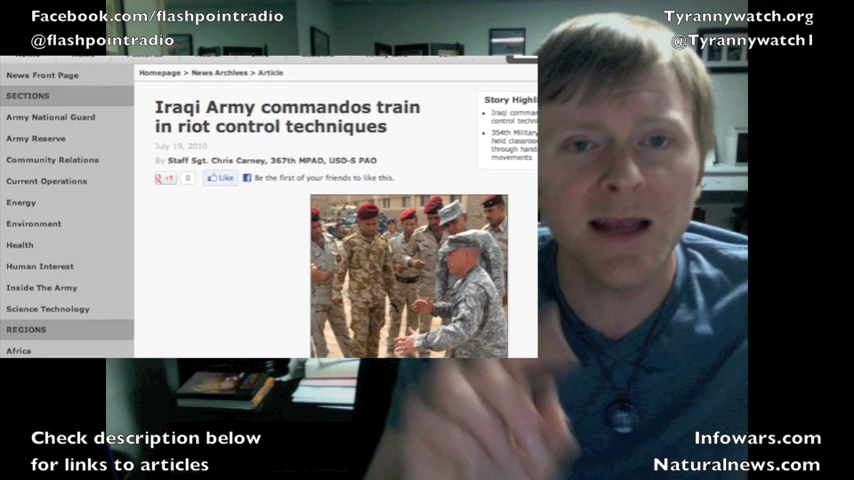 Facebook.com/flashpointradio
@flashpointradio
Tyrannywatch.org
@Tyrannywatch1
News Front Page
SECTIONS
Army National Guard
Army Reserve
Community Relations
Current Operations
Energy
Environment
Health
Human Interest
Inside The Army
Science Technology
REGIONS
Africa
Homepage > News Archives > Article
Iraqi Army commandos train
in riot control techniques
July 19, 2010
By Staff Sgt. Chris Carney, 367th MPAD, USD-S PAO
+1 0 Like Be the first of your friends to like this.
Story Highli
Iraqi comman
control techn
354th Military
held classroo
through hand
movements
Check description below
for links to articles
Infowars.com
Naturalnews.com